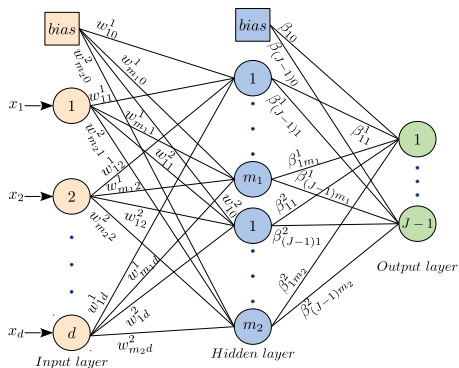 bias
w^1_{10}
bias
β_{10}
w^2_{m_2 0}
w^1_{m_1 0}
β_{(J−1)0}
x_1
1
w^1_{11}
1
w^1_{m_1 1}
β^1_{(J−1)1}
w^2_{m_2 1}
w^2_{11}
β^1_{11}
1
w^1_{12}
β^1_{1m_1}
x_2
2
w^1_{m_1 2}
m_1
β^1_{(J−1)m_1}
w^2_{12}
w^2_{10}
β^2_{11}
w^2_{m_2 2}
1
J−1
β^2_{(J−1)1}
w^1_{m_1 d}
Output layer
β^2_{1m_2}
w^1_{1d}
w^2_{1d}
β^2_{(J−1)m_2}
x_d
d
m_2
w^2_{m_2 d}
Input layer
Hidden layer